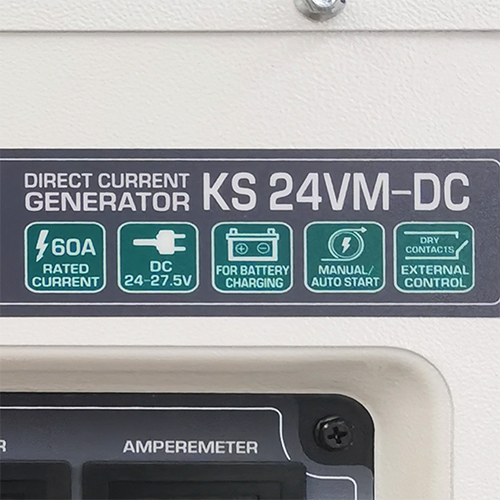 DIRECT CURRENT
GENERATOR
KS 24VM-DC
60A
RATED
CURRENT
DC
24-27.5V
FOR BATTERY
CHARGING
MANUAL/
AUTO START
DRY
CONTACTS
EXTERNAL
CONTROL
R
AMPEREMETER